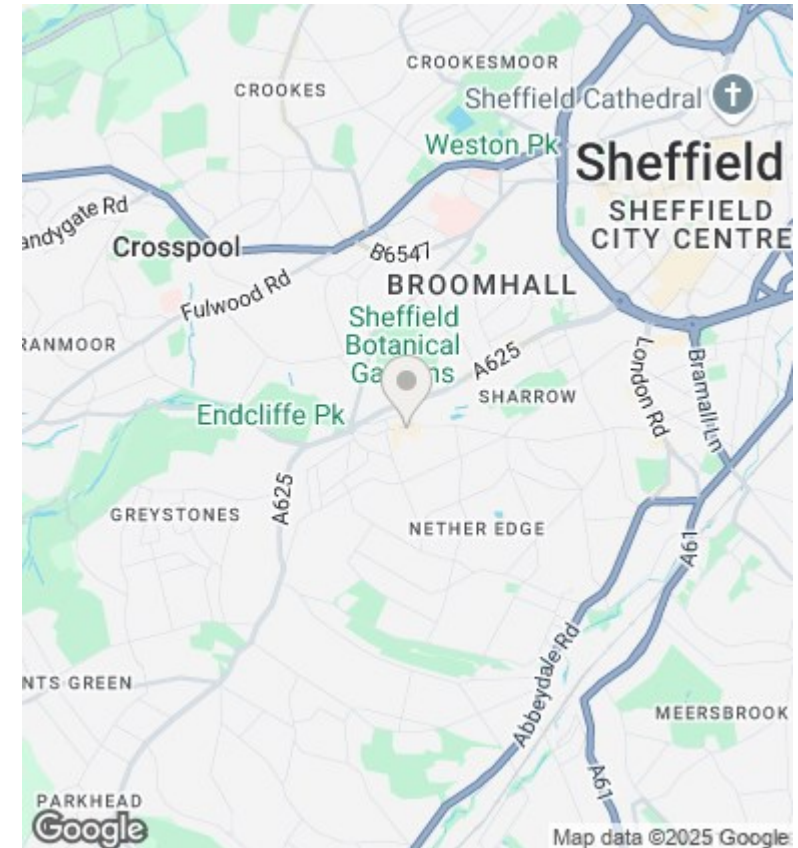 CROOKESMOOR
CROOKES
Sheffield Cathedral
Weston Pk
Sheffield
andygate Rd
SHEFFIELD
CITY CENTRE
Crosspool
B6547
BROOMHALL
Fulwood Rd
Sheffield
Botanical
Ga ns
RANMOOR
A625
London Rd
Bramall Ln
SHARROW
Endcliffe Pk
A625
GREYSTONES
NETHER EDGE
A61
NTS GREEN
Abbeydale Rd
MEERSBROOK
A61
PARKHEAD
Google
Map data ©2025 Google